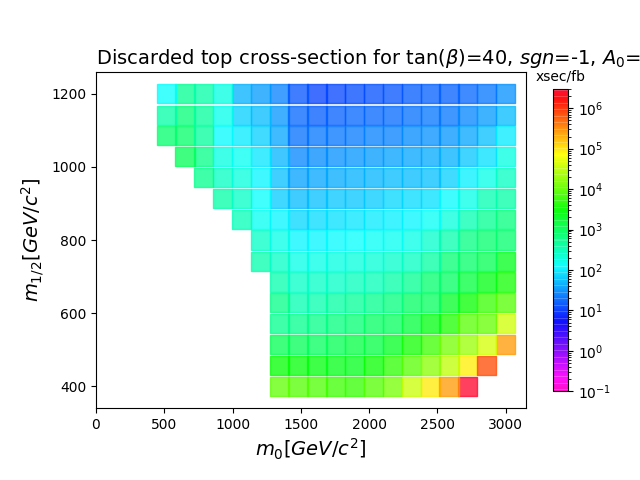 Discarded top cross-section for tan(β)=40, sgn=-1, A₀=
xsec/fb
m₁/₂[GeV/c²]
1200
1000
800
600
400
0 500 1000 1500 2000 2500 3000
m₀[GeV/c²]
10⁶
10⁵
10⁴
10³
10²
10¹
10⁰
10⁻¹